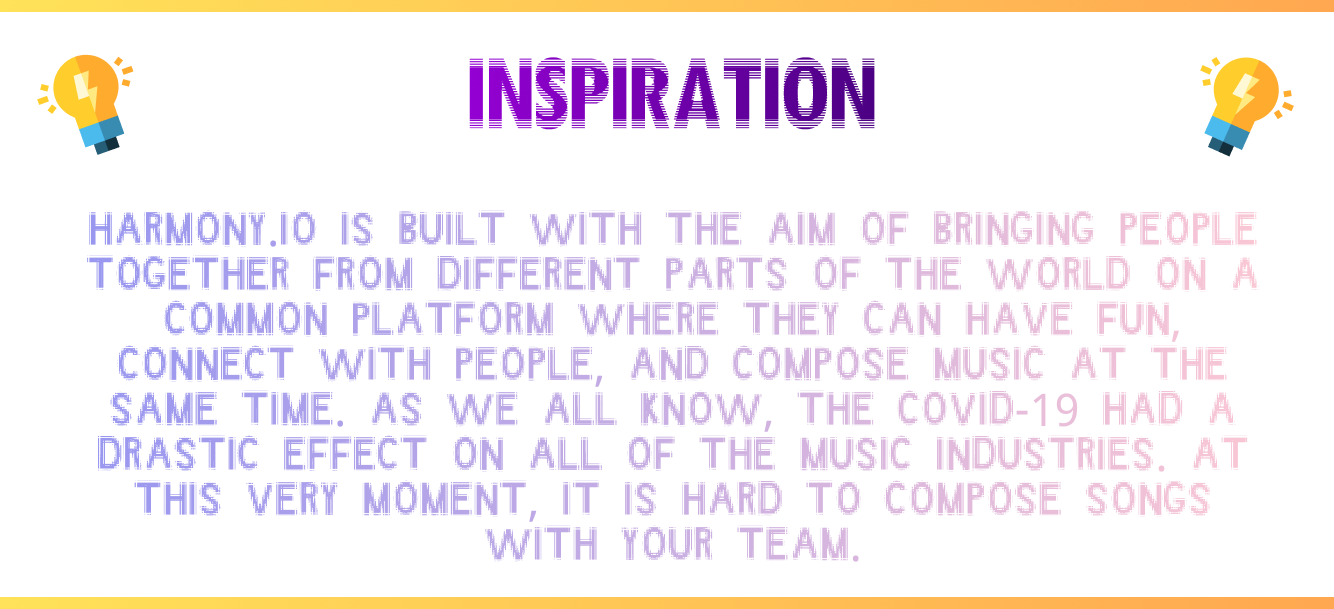 INSPIRATION
HARMONY.IO IS BUILT WITH THE AIM OF BRINGING PEOPLE
TOGETHER FROM DIFFERENT PARTS OF THE WORLD ON A
COMMON PLATFORM WHERE THEY CAN HAVE FUN,
CONNECT WITH PEOPLE, AND COMPOSE MUSIC AT THE
SAME TIME. AS WE ALL KNOW, THE COVID-19 HAD A
DRASTIC EFFECT ON ALL OF THE MUSIC INDUSTRIES. AT
THIS VERY MOMENT, IT IS HARD TO COMPOSE SONGS
WITH YOUR TEAM.